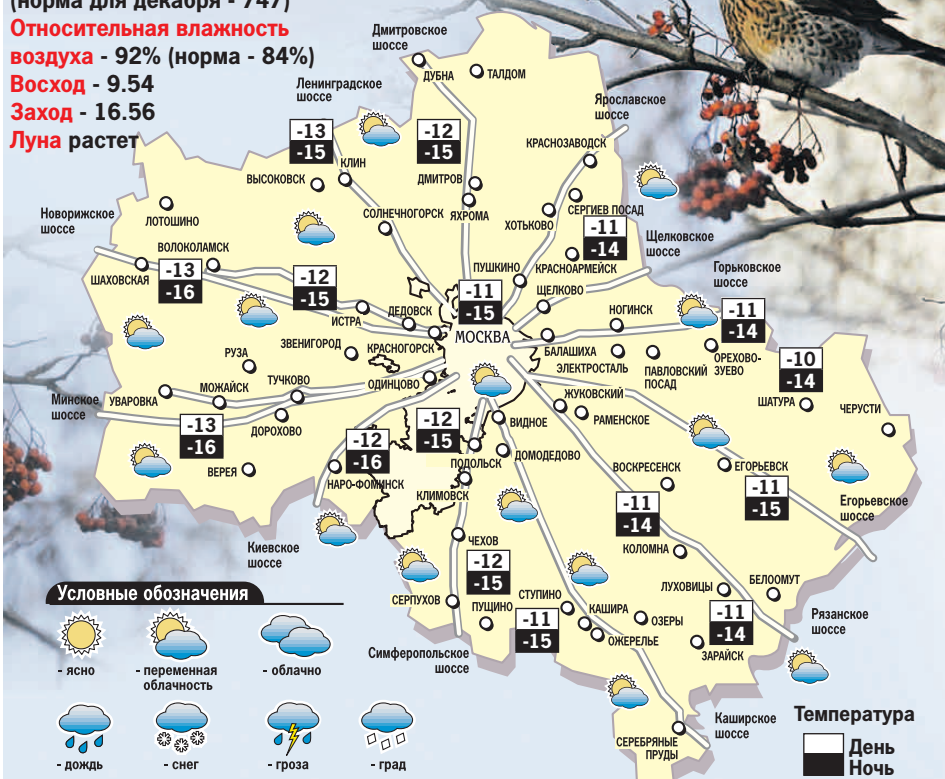 (норма для декабря - 747)
Относительная влажность
воздуха - 92% (норма - 84%)
Восход - 9.54
Заход - 16.56
Луна растет
Дмитровское
шоссе
ДУБНА
ТАЛДОМ
Ленинградское
шоссе
Ярославское
шоссе
-13
-15
-12
-15
КРАСНОЗАВОДСК
КЛИН
ВЫСОКОВСК
ДМИТРОВ
Новорижское
шоссе
ЛОТОШИНО
СОЛНЕЧНОГОРСК
ЯХРОМА
ХОТЬКОВО
СЕРГИЕВ ПОСАД
-11
-14
Щелковское
шоссе
ВОЛОКОЛАМСК
ШАХОВСКАЯ
-13
-16
-12
-15
ПУШКИНО
КРАСНОАРМЕЙСК
Горьковское
шоссе
-11
-15
ЩЕЛКОВО
ИСТРА
ДЕДОВСК
НОГИНСК
-11
-14
МОСКВА
ЗВЕНИГОРОД
КРАСНОГОРСК
БАЛАШИХА
ЭЛЕКТРОСТАЛЬ
ПАВЛОВСКИЙ
ПОСАД
ОРЕХОВО-
ЗУЕВО
-10
-14
РУЗА
ТУЧКОВО
ОДИНЦОВО
Минское
шоссе
УВАРОВКА
МОЖАЙСК
ЖУКОВСКИЙ
РАМЕНСКОЕ
ШАТУРА
ЧЕРУСТИ
-13
-16
ДОРОХОВО
-12
-15
ВИДНОЕ
-12
-16
ДОМОДЕДОВО
ВЕРЕЯ
НАРО-ФОМИНСК
ПОДОЛЬСК
ВОСКРЕСЕНСК
ЕГОРЬЕВСК
КЛИМОВСК
-11
-14
-11
-15
Егорьевское
шоссе
Киевское
шоссе
ЧЕХОВ
КОЛОМНА
-12
-15
Условные обозначения
СЕРПУХОВ
ПУЩИНО
СТУПИНО
-11
-15
КАШИРА
ОЖЕРЕЛЬЕ
ОЗЕРЫ
ЛУХОВИЦЫ
БЕЛООМУТ
-11
-14
ЗАРАЙСК
Рязанское
шоссе
Симферопольское
шоссе
- ясно
- переменная
облачность
- облачно
Каширское
шоссе
СЕРЕБРЯНЫЕ
ПРУДЫ
- дождь
- снег
- гроза
- град
Температура
День
Ночь